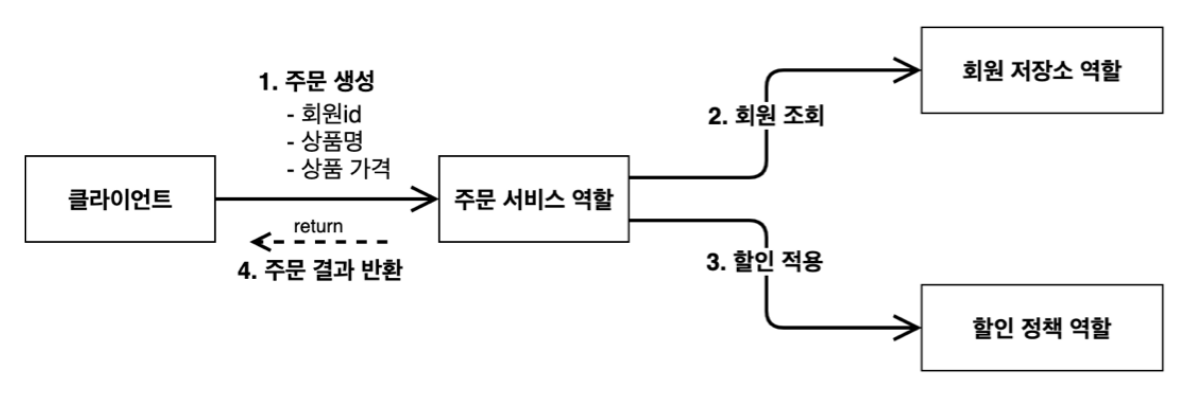 1. 주문 생성
- 회원id
- 상품명
- 상품 가격
클라이언트
주문 서비스 역할
return
4. 주문 결과 반환
2. 회원 조회
회원 저장소 역할
3. 할인 적용
할인 정책 역할